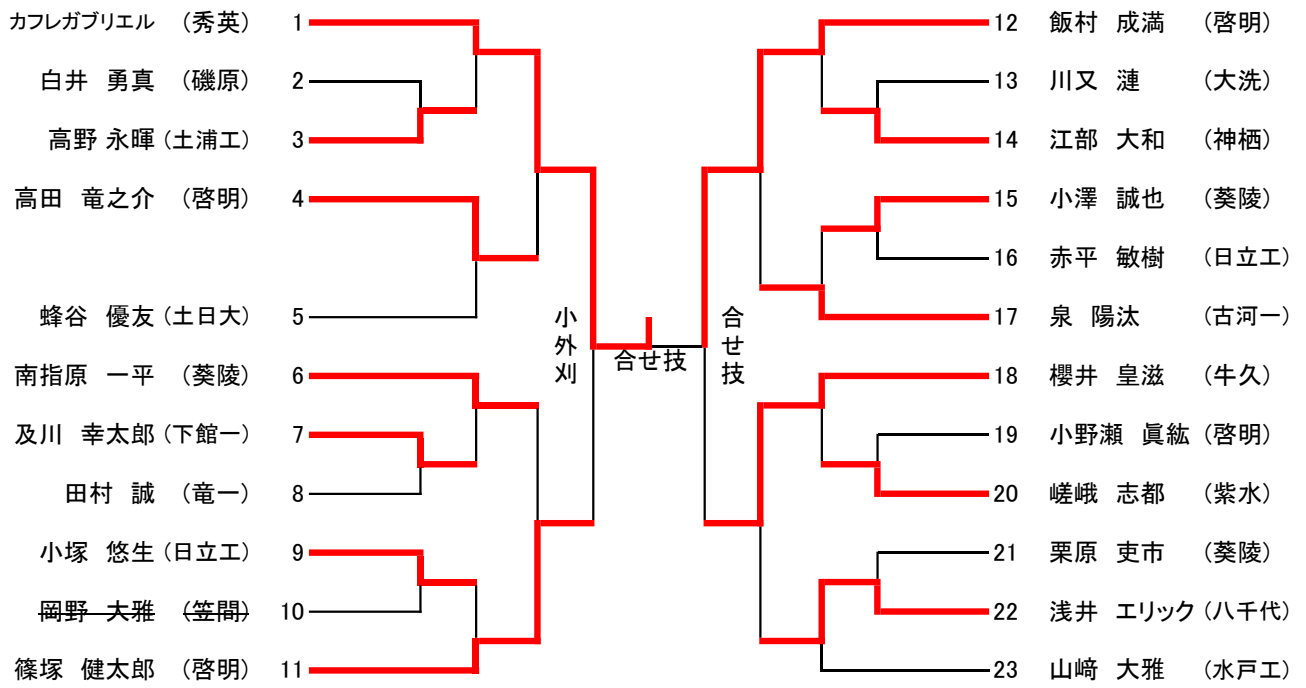 カフレガブリエル (秀英) 1
白井 勇真 (磯原) 2
高野 永暉 (土浦工) 3
高田 竜之介 (啓明) 4
蜂谷 優友 (土日大) 5
南指原 一平 (葵陵) 6
及川 幸太郎 (下館一) 7
田村 誠 (竜一) 8
小塚 悠生 (日立工) 9
岡野 大雅 (笠間) 10
篠塚 健太郎 (啓明) 11
小外刈
合せ技
合せ技
12 飯村 成満 (啓明)
13 川又 漣 (大洗)
14 江部 大和 (神栖)
15 小澤 誠也 (葵陵)
16 赤平 敏樹 (日立工)
17 泉 陽汰 (古河一)
18 櫻井 皇滋 (牛久)
19 小野瀬 眞紘 (啓明)
20 嵯峨 志都 (紫水)
21 栗原 吏市 (葵陵)
22 浅井 エリック (八千代)
23 山﨑 大雅 (水戸工)